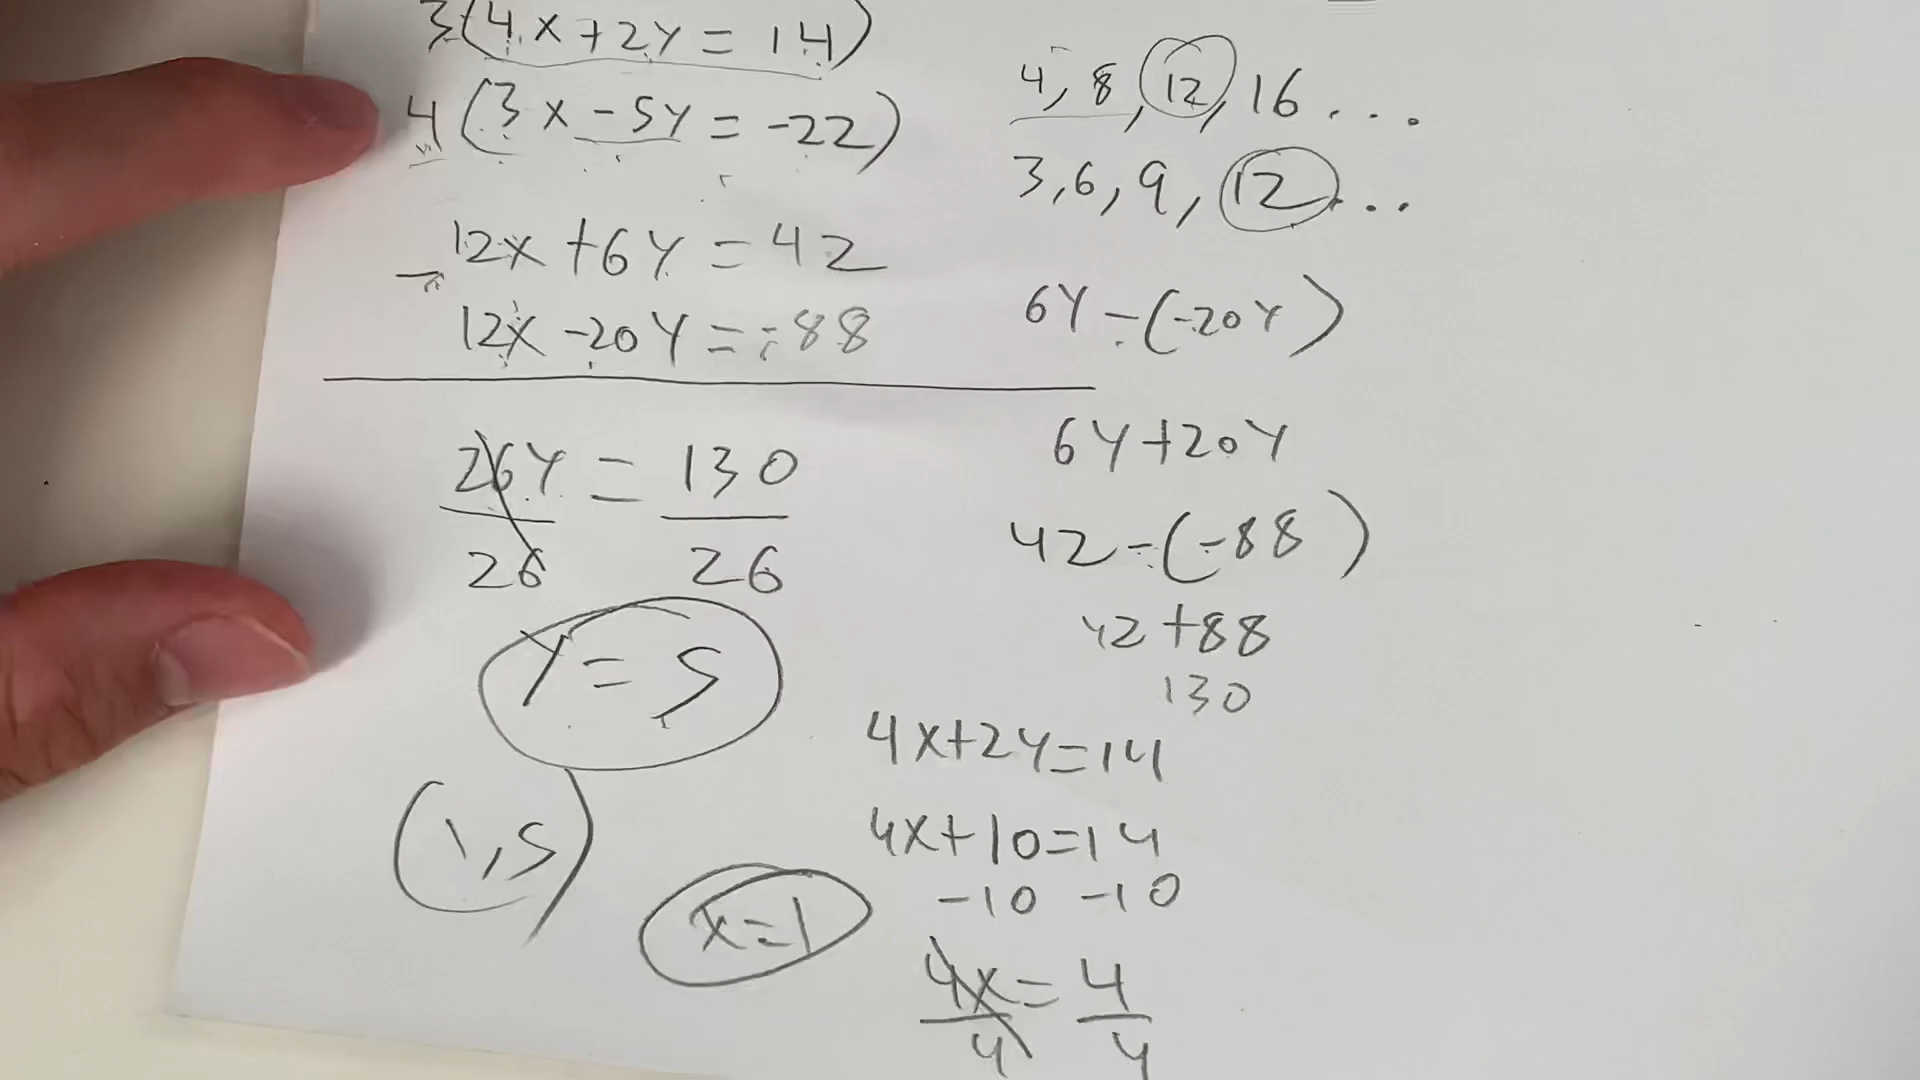 3(4x+2y=14)
4(3x-5y=-22)
12x+6y=42
-
12x-20y=-88
26y=130
26 26
y=5
(1,5)
x=1
4,8,12,16...
3,6,9,12...
6y-(-20y)
6y+20y
42-(-88)
42+88
130
4x+2y=14
4x+10=14
-10 -10
4x=4
4 4